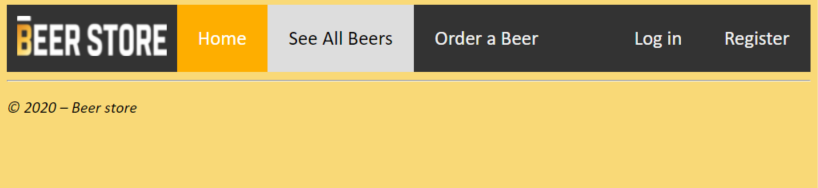 BEER STORE Home See All Beers Order a Beer Log in Register
© 2020 – Beer store